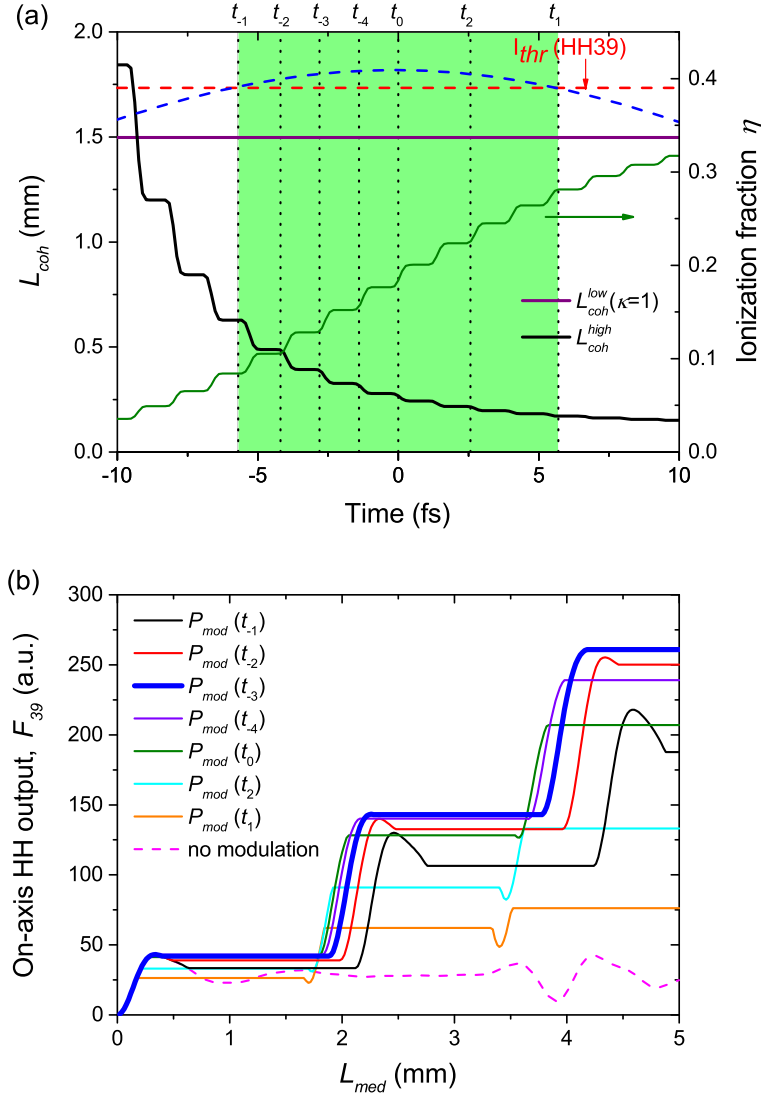 (a)
t-1 t-2 t-3 t-4 t0 t2 t1
2.0
1.5
1.0
0.5
0.0
Lcoh (mm)
Ithr (HH39)
0.4
0.3
0.2
0.1
0.0
Ionization fraction η
L^low_coh(κ=1)
L^high_coh
-10 -5 0 5 10
Time (fs)
(b)
300
250
200
150
100
50
0
On-axis HH output, F39 (a.u.)
Pmod (t-1)
Pmod (t-2)
Pmod (t-3)
Pmod (t-4)
Pmod (t0)
Pmod (t2)
Pmod (t1)
no modulation
0 1 2 3 4 5
Lmed (mm)